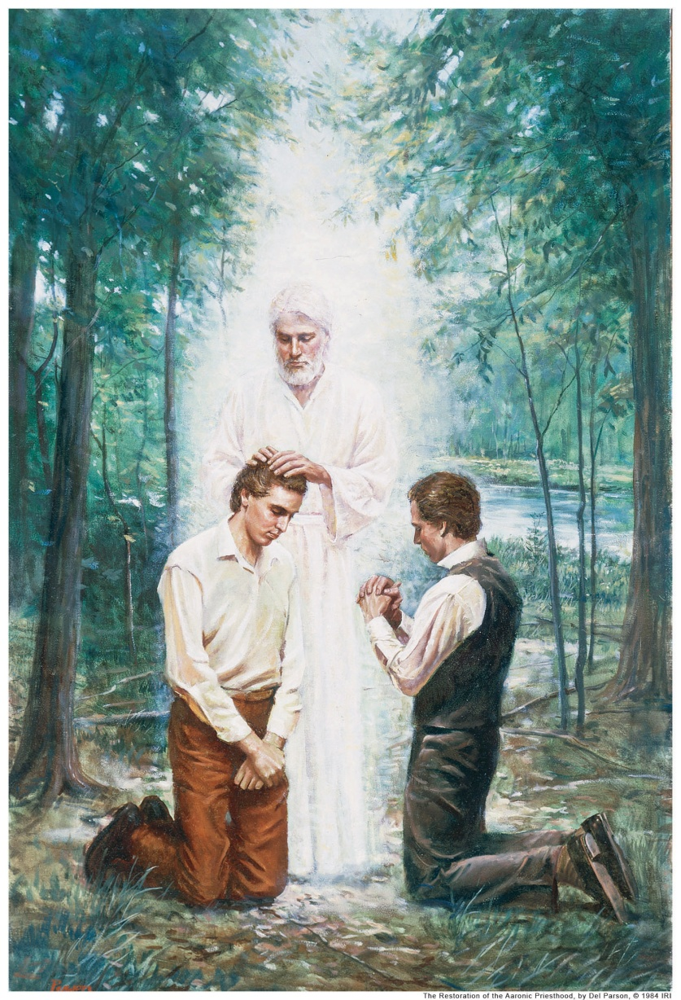 The Restoration of the Aaronic Priesthood, by Del Parson, © 1984 IRI